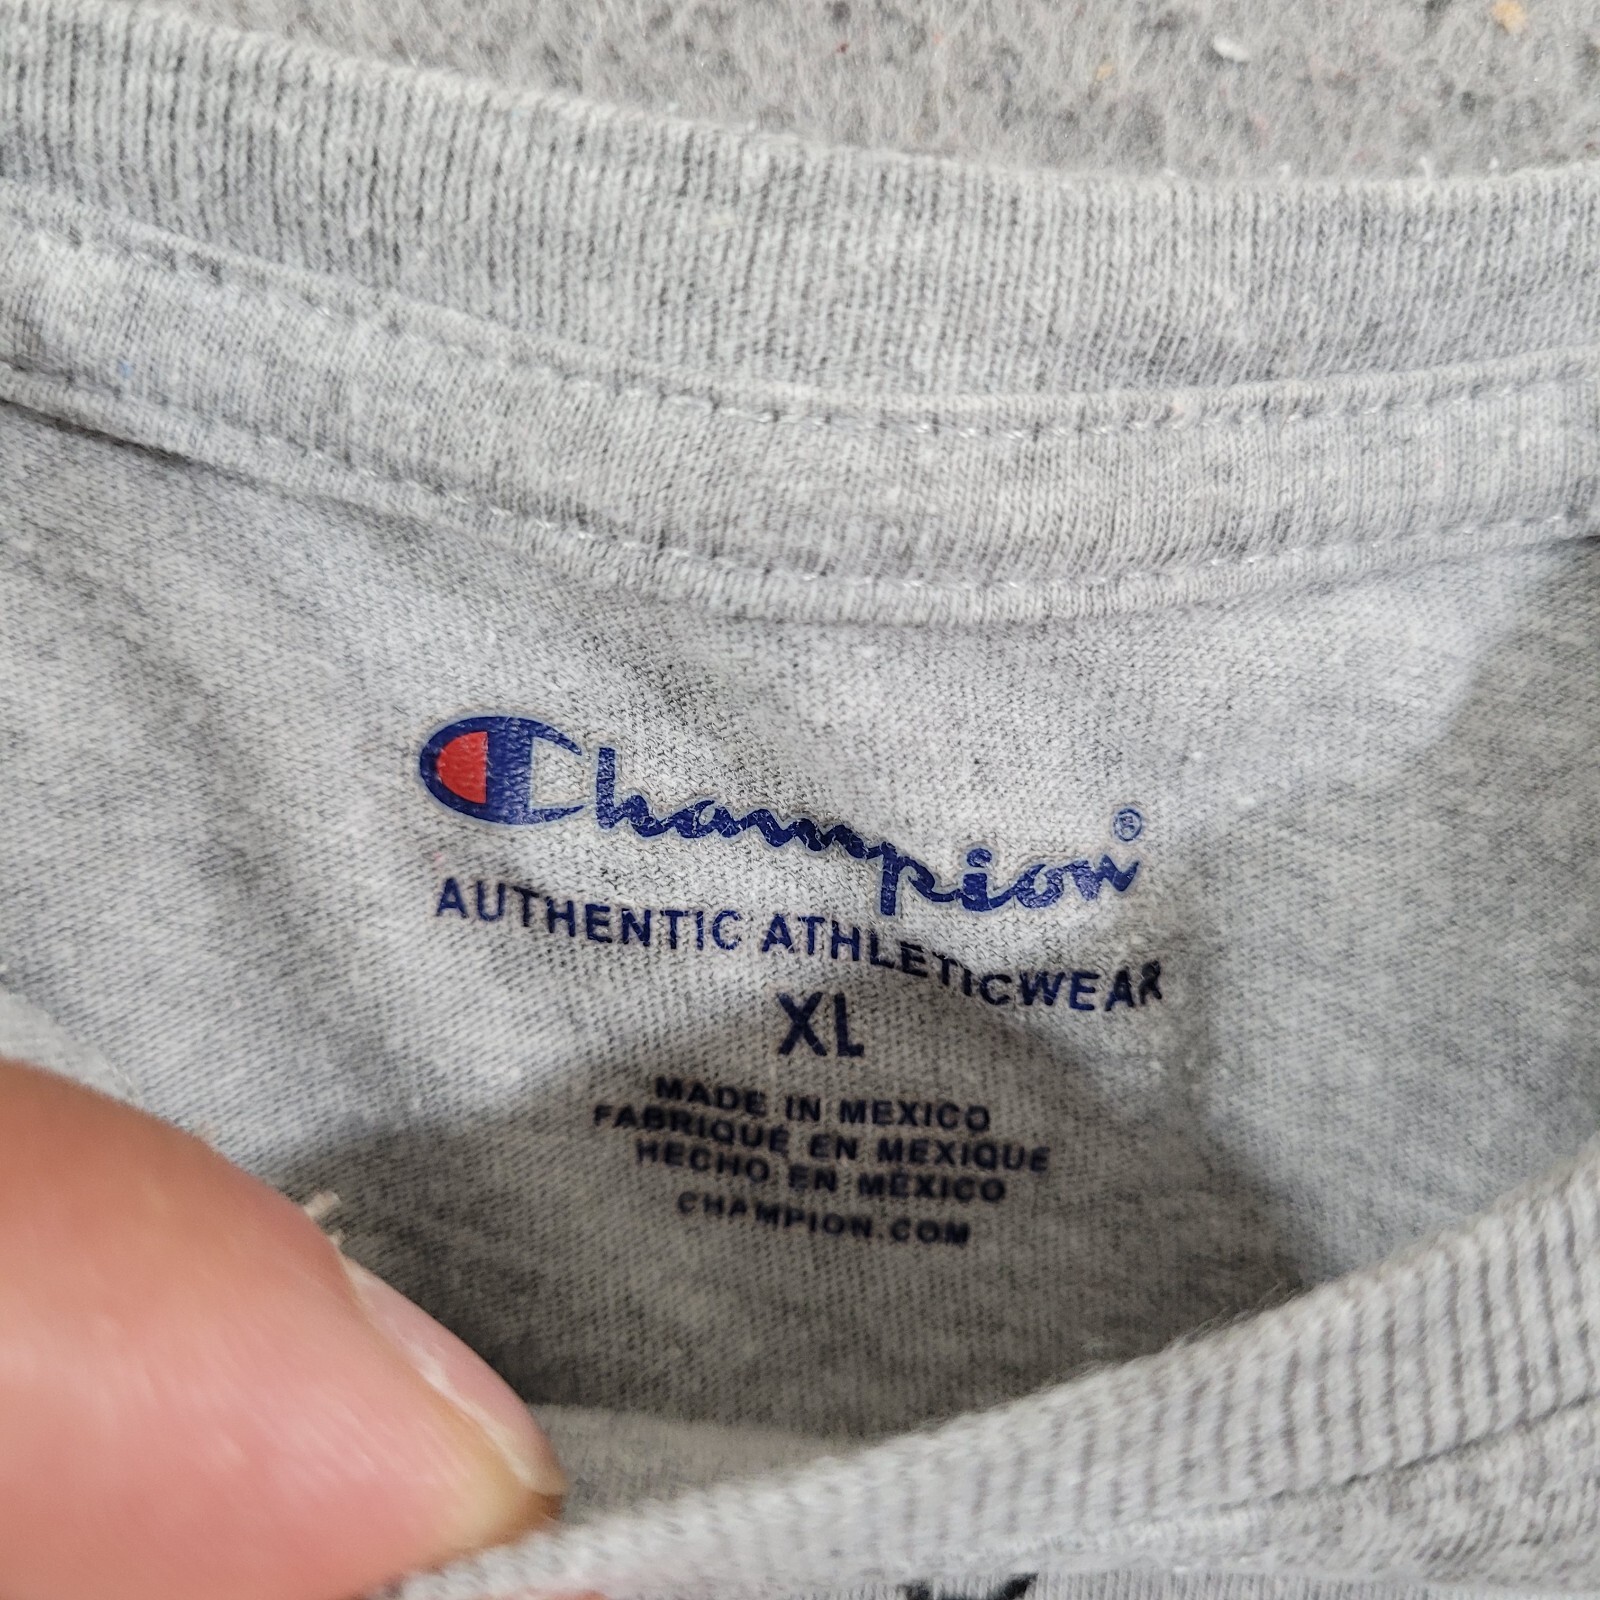 Champion®
AUTHENTIC ATHLETICWEAR
XL
MADE IN MEXICO
FABRIQUÉ EN MEXIQUE
HECHO EN MÉXICO
CHAMPION.COM